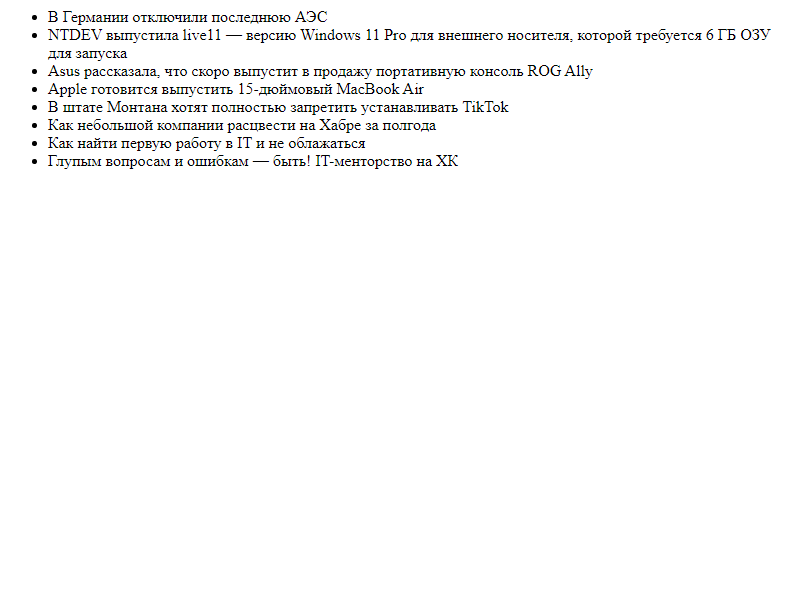 В Германии отключили последнюю АЭС
NTDEV выпустила live11 — версию Windows 11 Pro для внешнего носителя, которой требуется 6 ГБ ОЗУ
для запуска
Asus рассказала, что скоро выпустит в продажу портативную консоль ROG Ally
Apple готовится выпустить 15-дюймовый MacBook Air
В штате Монтана хотят полностью запретить устанавливать TikTok
Как небольшой компании расцвести на Хабре за полгода
Как найти первую работу в IT и не облажаться
Глупым вопросам и ошибкам — быть! IT-менторство на ХК